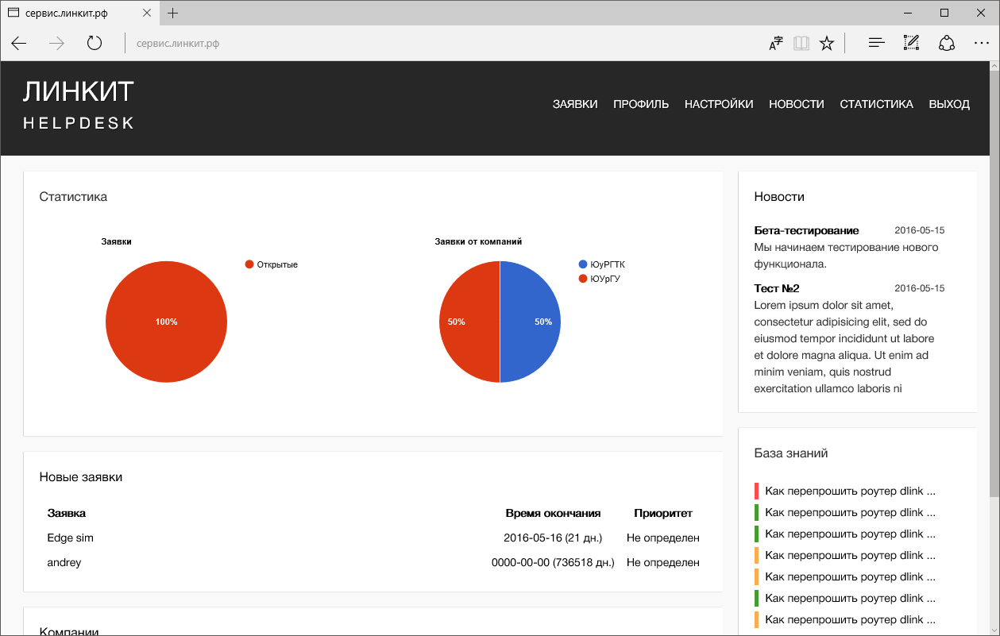 сервис.линкит.рф
сервис.линкит.рф
ЛИНКИТ
HELPDESK
ЗАЯВКИ ПРОФИЛЬ НАСТРОЙКИ НОВОСТИ СТАТИСТИКА ВЫХОД
Статистика
Заявки
Открытые
100%
Заявки от компаний
ЮуРГТК
ЮУрГУ
50% 50%
Новые заявки
Заявка Время окончания Приоритет
Edge sim 2016-05-16 (21 дн.) Не определен
andrey 0000-00-00 (736518 дн.) Не определен
Компании
Новости
Бета-тестирование 2016-05-15
Мы начинаем тестирование нового
функционала.
Тест №2 2016-05-15
Lorem ipsum dolor sit amet,
consectetur adipisicing elit, sed do
eiusmod tempor incididunt ut labore
et dolore magna aliqua. Ut enim ad
minim veniam, quis nostrud
exercitation ullamco laboris ni
База знаний
Как перепрошить роутер dlink ...
Как перепрошить роутер dlink ...
Как перепрошить роутер dlink ...
Как перепрошить роутер dlink ...
Как перепрошить роутер dlink ...
Как перепрошить роутер dlink ...
Как перепрошить роутер dlink ...